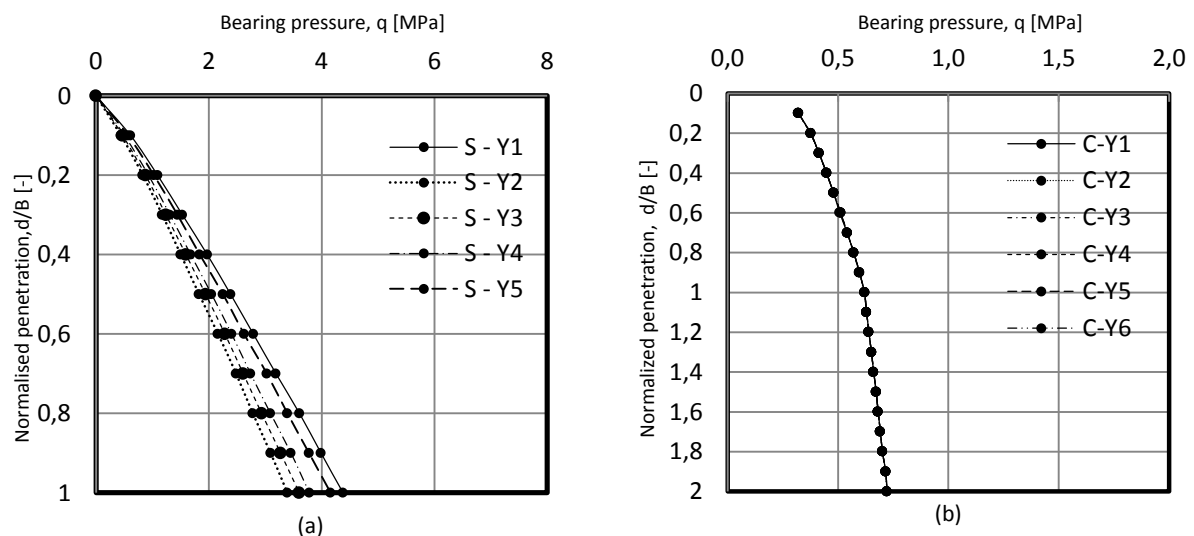 Bearing pressure, q [MPa]
0 2 4 6 8
0
0,2
0,4
0,6
0,8
1
Normalised penetration,d/B [-]
S - Y1
S - Y2
S - Y3
S - Y4
S - Y5
(a)
Bearing pressure, q [MPa]
0,0 0,5 1,0 1,5 2,0
0
0,2
0,4
0,6
0,8
1
1,2
1,4
1,6
1,8
2
Normalized penetration, d/B [-]
C-Y1
C-Y2
C-Y3
C-Y4
C-Y5
C-Y6
(b)